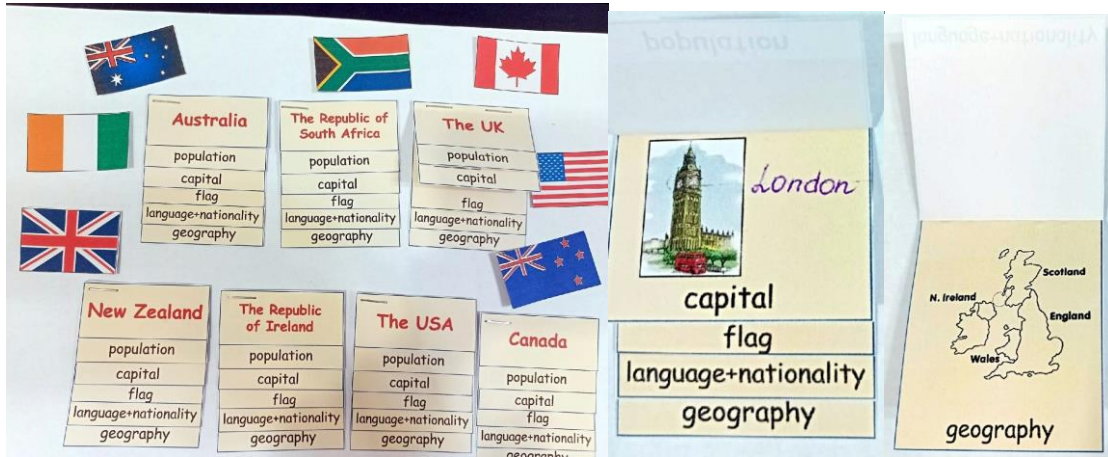 Australia
population
capital
flag
language+nationality
geography
The Republic of
South Africa
population
capital
flag
language+nationality
geography
The UK
population
capital
flag
language+nationality
geography
New Zealand
population
capital
flag
language+nationality
geography
The Republic
of Ireland
population
capital
flag
language+nationality
geography
The USA
population
capital
flag
language+nationality
geography
Canada
population
capital
flag
language+nationality
geography
population
London
capital
flag
language+nationality
geography
language+nationality
Scotland
N. Ireland
England
Wales
geography